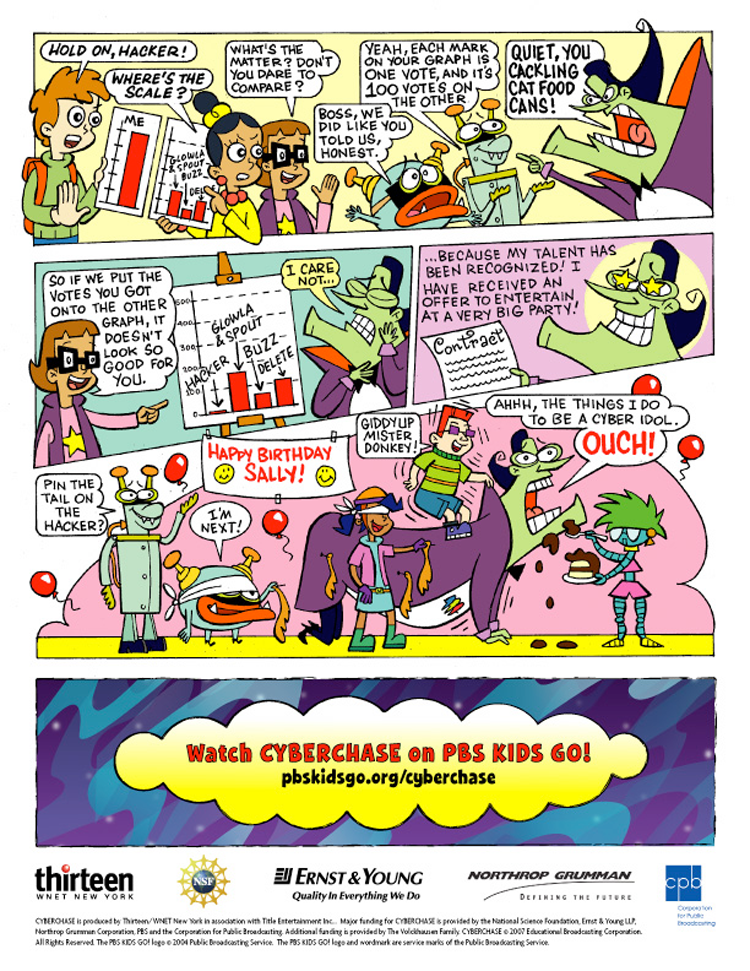 HOLD ON, HACKER!
WHERE'S THE
SCALE?
WHAT'S THE
MATTER? DON'T
YOU DARE TO
COMPARE?
BOSS, WE
DID LIKE YOU
TOLD US,
HONEST.
YEAH, EACH MARK
ON YOUR GRAPH IS
ONE VOTE, AND IT'S
100 VOTES ON
THE OTHER.
QUIET, YOU
CACKLING
CAT FOOD
CANS!
ME
GLOWLA
& SPOUT
BUZZ
DELE
SO IF WE PUT THE
VOTES YOU GOT
ONTO THE OTHER
GRAPH, IT
DOESN'T
LOOK SO
GOOD FOR
YOU.
500
400
300
200
100
0
HACKER
GLOWLA
& SPOUT
BUZZ
DELETE
I CARE
NOT...
...BECAUSE MY TALENT HAS
BEEN RECOGNIZED! I
HAVE RECEIVED AN
OFFER TO ENTERTAIN
AT A VERY BIG PARTY!
Contract
PIN THE
TAIL ON
THE
HACKER?
HAPPY BIRTHDAY
SALLY!
I'M
NEXT!
GIDDYUP
MISTER
DONKEY!
AHHH, THE THINGS I DO
TO BE A CYBER IDOL.
OUCH!
Watch CYBERCHASE on PBS KIDS GO!
pbskidsgo.org/cyberchase
thirteen
WNET NEW YORK
NSF
ERNST & YOUNG
Quality In Everything We Do
NORTHROP GRUMMAN
DEFINING THE FUTURE
cpb
Corporation
for Public
Broadcasting
CYBERCHASE is produced by Thirteen/WNET New York in association with Title Entertainment Inc.. Major funding for CYBERCHASE is provided by the National Science Foundation, Ernst & Young LLP,
Northrop Grumman Corporation, PBS and the Corporation for Public Broadcasting. Additional funding is provided by The Volckhausen Family. CYBERCHASE © 2007 Educational Broadcasting Corporation.
All Rights Reserved. The PBS KIDS GO! logo © 2004 Public Broadcasting Service. The PBS KIDS GO! logo and wordmark are service marks of the Public Broadcasting Service.